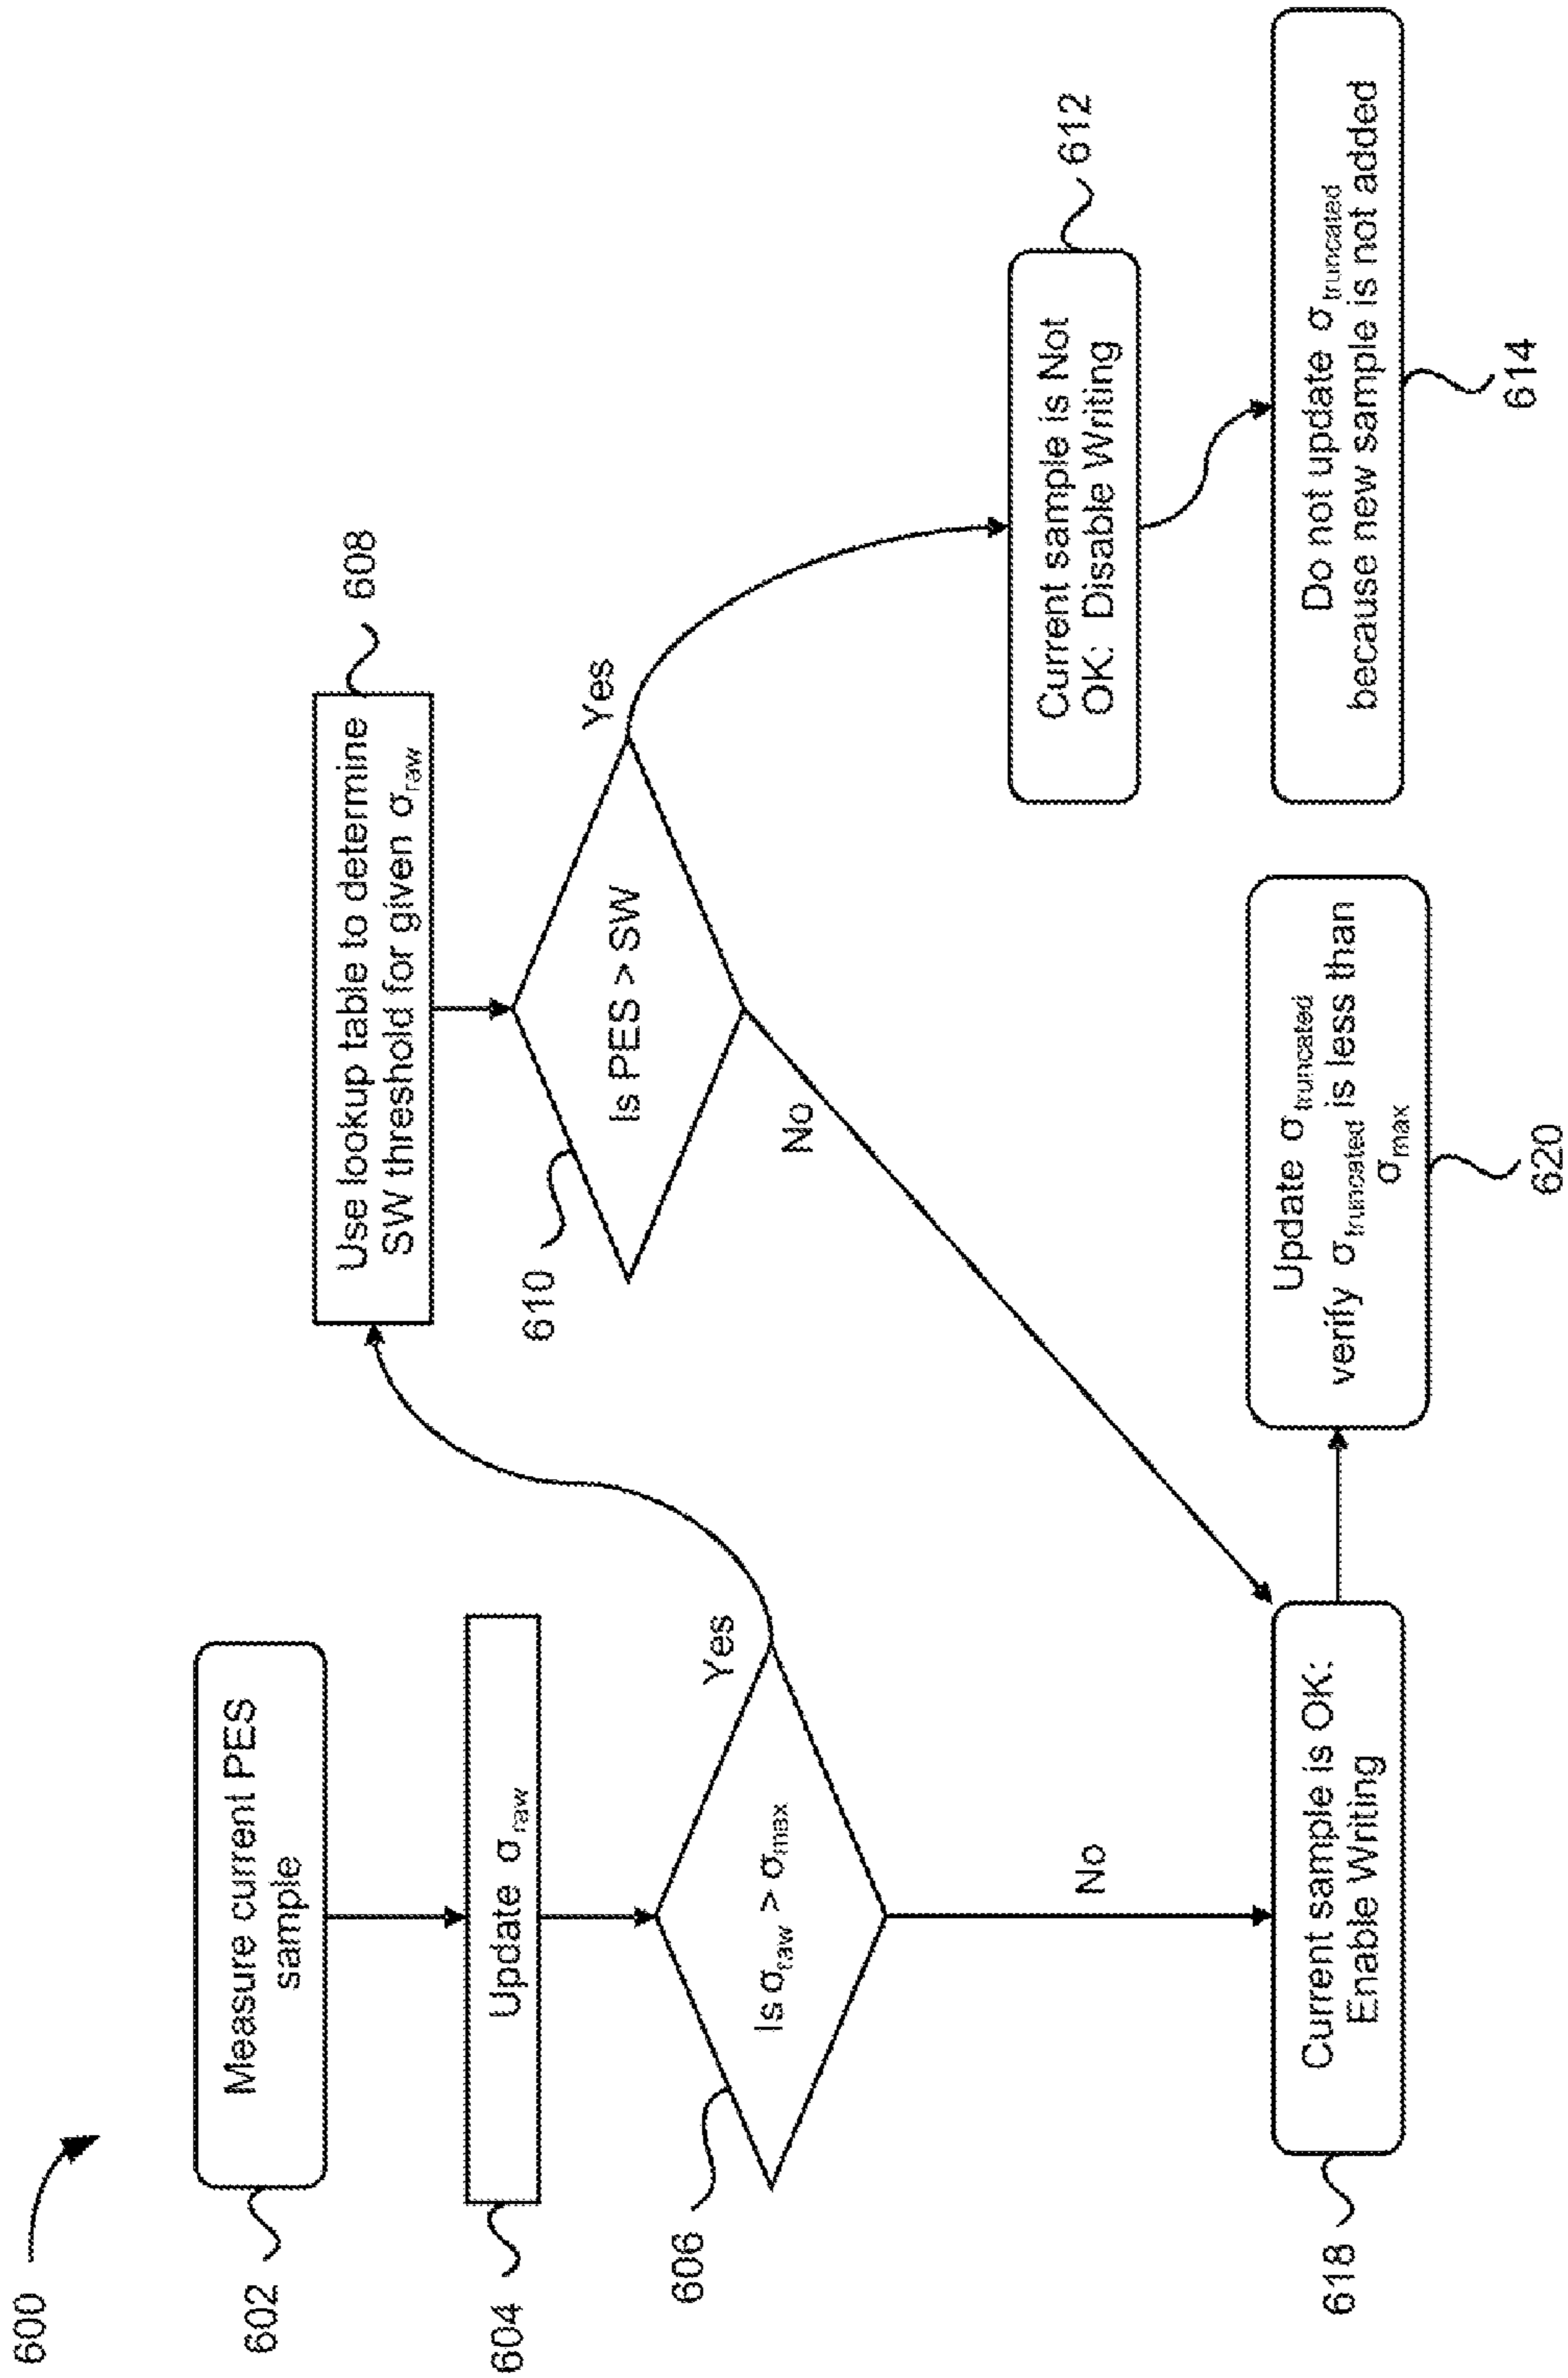 600
602
Measure current PES
sample
604
Update σraw
606
Is σraw > σmax
Yes
No
608
Use lookup table to determine
SW threshold for given σraw
610
Is PES > SW
Yes
No
612
Current sample is Not
OK: Disable Writing
614
Do not update σtruncated
because new sample is not added
618
Current sample is OK:
Enable Writing
620
Update σtruncated
verify σtruncated is less than
σmax